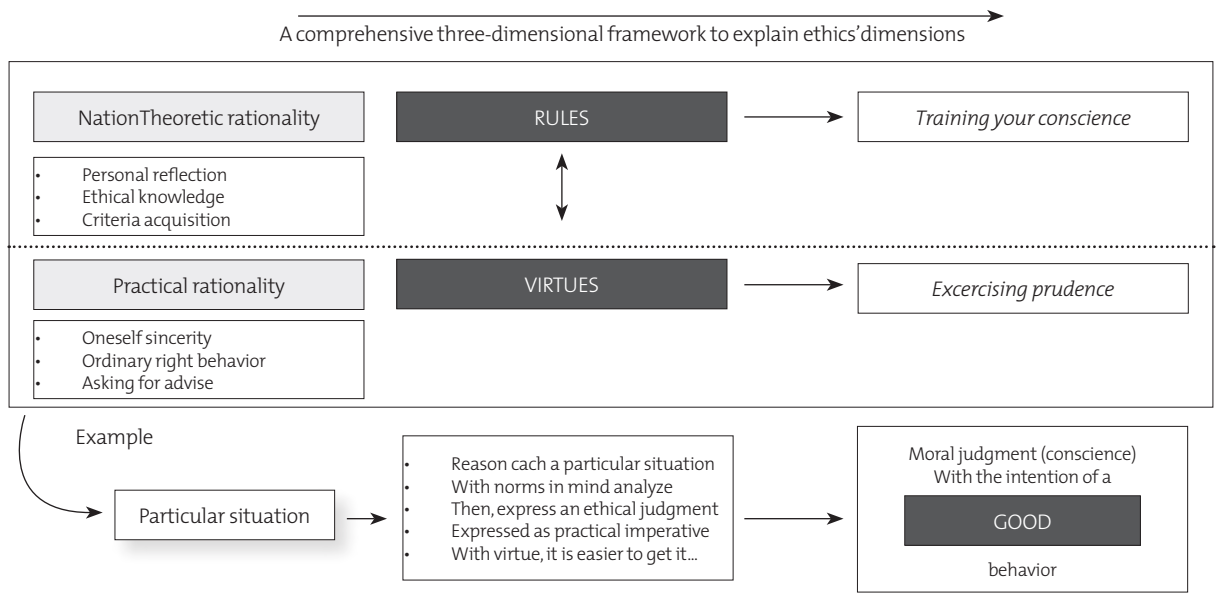 A comprehensive three-dimensional framework to explain ethics'dimensions
NationTheoretic rationality
RULES
Training your conscience
• Personal reflection
• Ethical knowledge
• Criteria acquisition
Practical rationality
VIRTUES
Excercising prudence
• Oneself sincerity
• Ordinary right behavior
• Asking for advise
Example
Particular situation
• Reason cach a particular situation
• With norms in mind analyze
• Then, express an ethical judgment
• Expressed as practical imperative
• With virtue, it is easier to get it...
Moral judgment (conscience)
With the intention of a
GOOD
behavior